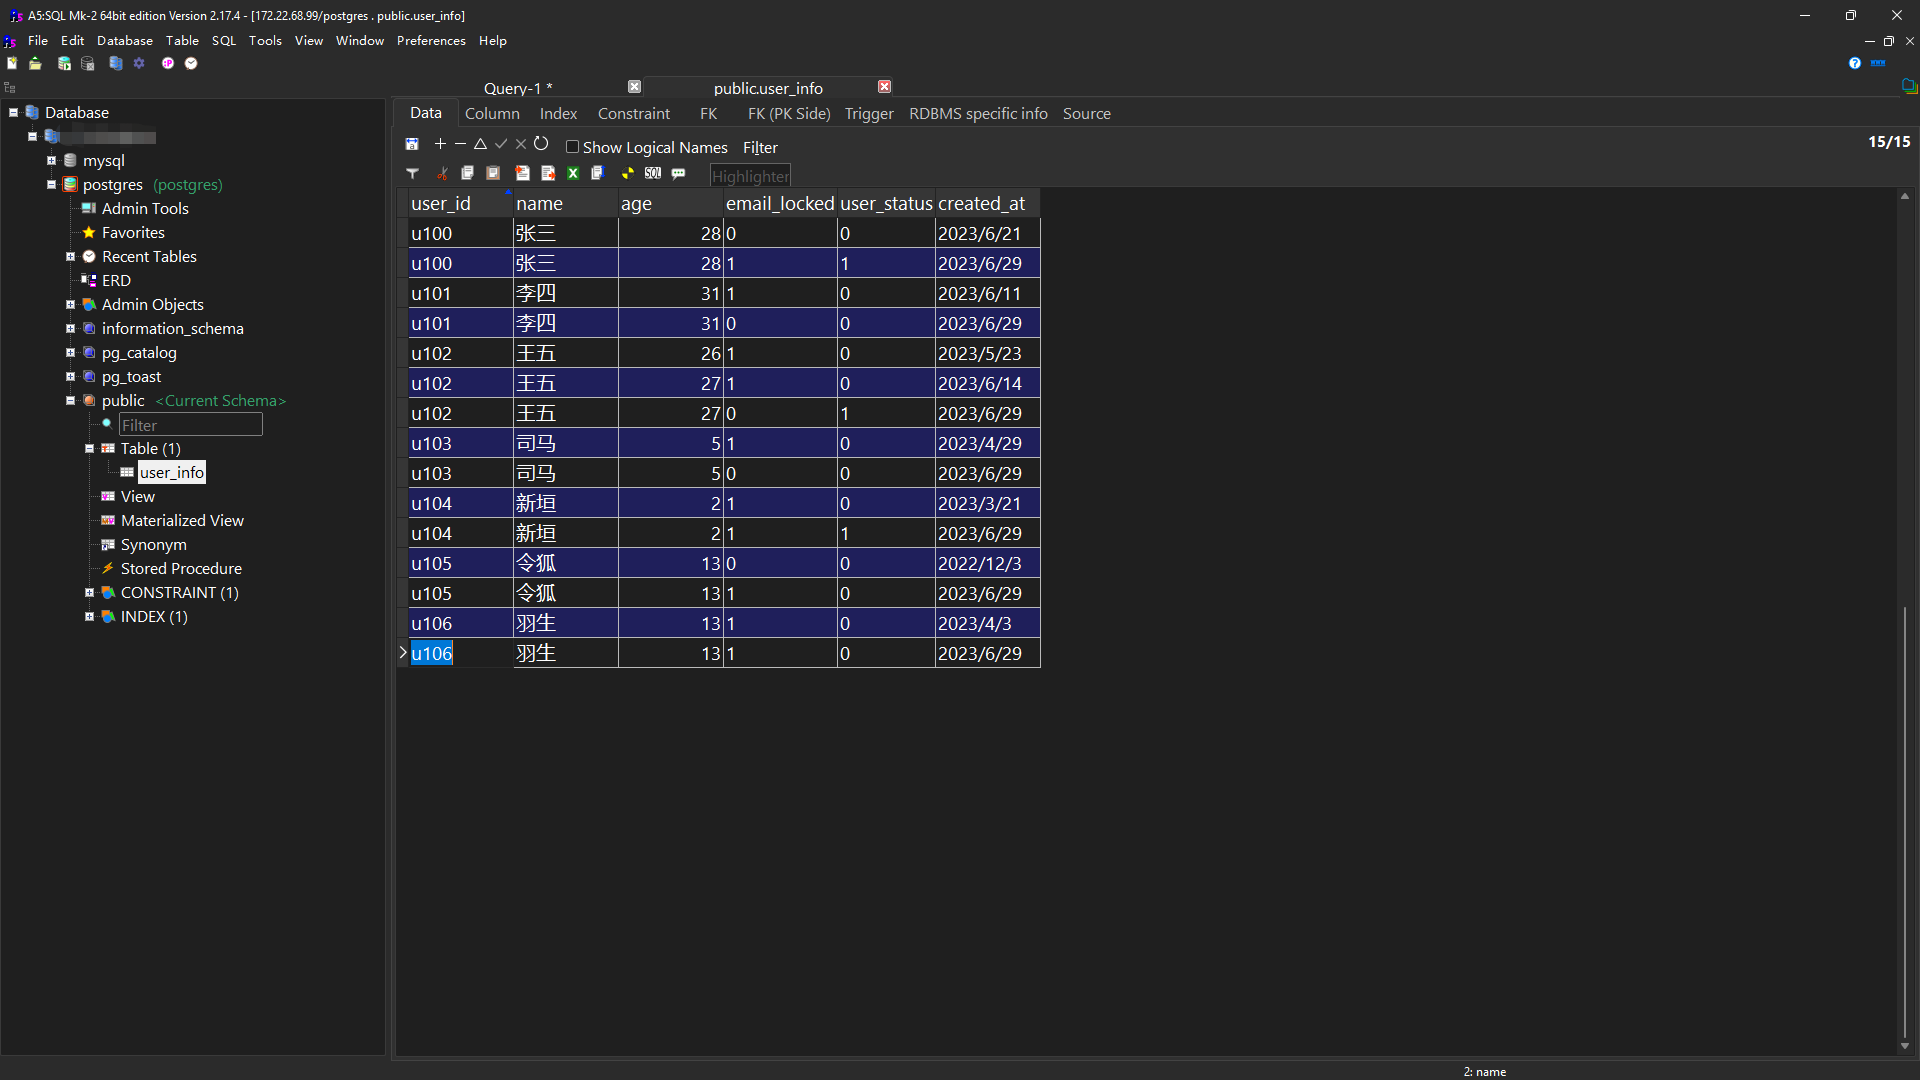 A5:SQL Mk-2 64bit edition Version 2.17.4 - [172.22.68.99/postgres . public.user_info]
File Edit Database Table SQL Tools View Window Preferences Help
Query-1 * public.user_info
Database
mysql
postgres (postgres)
Admin Tools
Favorites
Recent Tables
ERD
Admin Objects
information_schema
pg_catalog
pg_toast
public <Current Schema>
Filter
Table (1)
user_info
View
Materialized View
Synonym
Stored Procedure
CONSTRAINT (1)
INDEX (1)
Data Column Index Constraint FK FK (PK Side) Trigger RDBMS specific info Source
Show Logical Names Filter 15/15
SQL Highlighter
user_id name age email_locked user_status created_at
u100 张三 28 0 0 2023/6/21
u100 张三 28 1 1 2023/6/29
u101 李四 31 1 0 2023/6/11
u101 李四 31 0 0 2023/6/29
u102 王五 26 1 0 2023/5/23
u102 王五 27 1 0 2023/6/14
u102 王五 27 0 1 2023/6/29
u103 司马 5 1 0 2023/4/29
u103 司马 5 0 0 2023/6/29
u104 新垣 2 1 0 2023/3/21
u104 新垣 2 1 1 2023/6/29
u105 令狐 13 0 0 2022/12/3
u105 令狐 13 1 0 2023/6/29
u106 羽生 13 1 0 2023/4/3
u106 羽生 13 1 0 2023/6/29
2: name